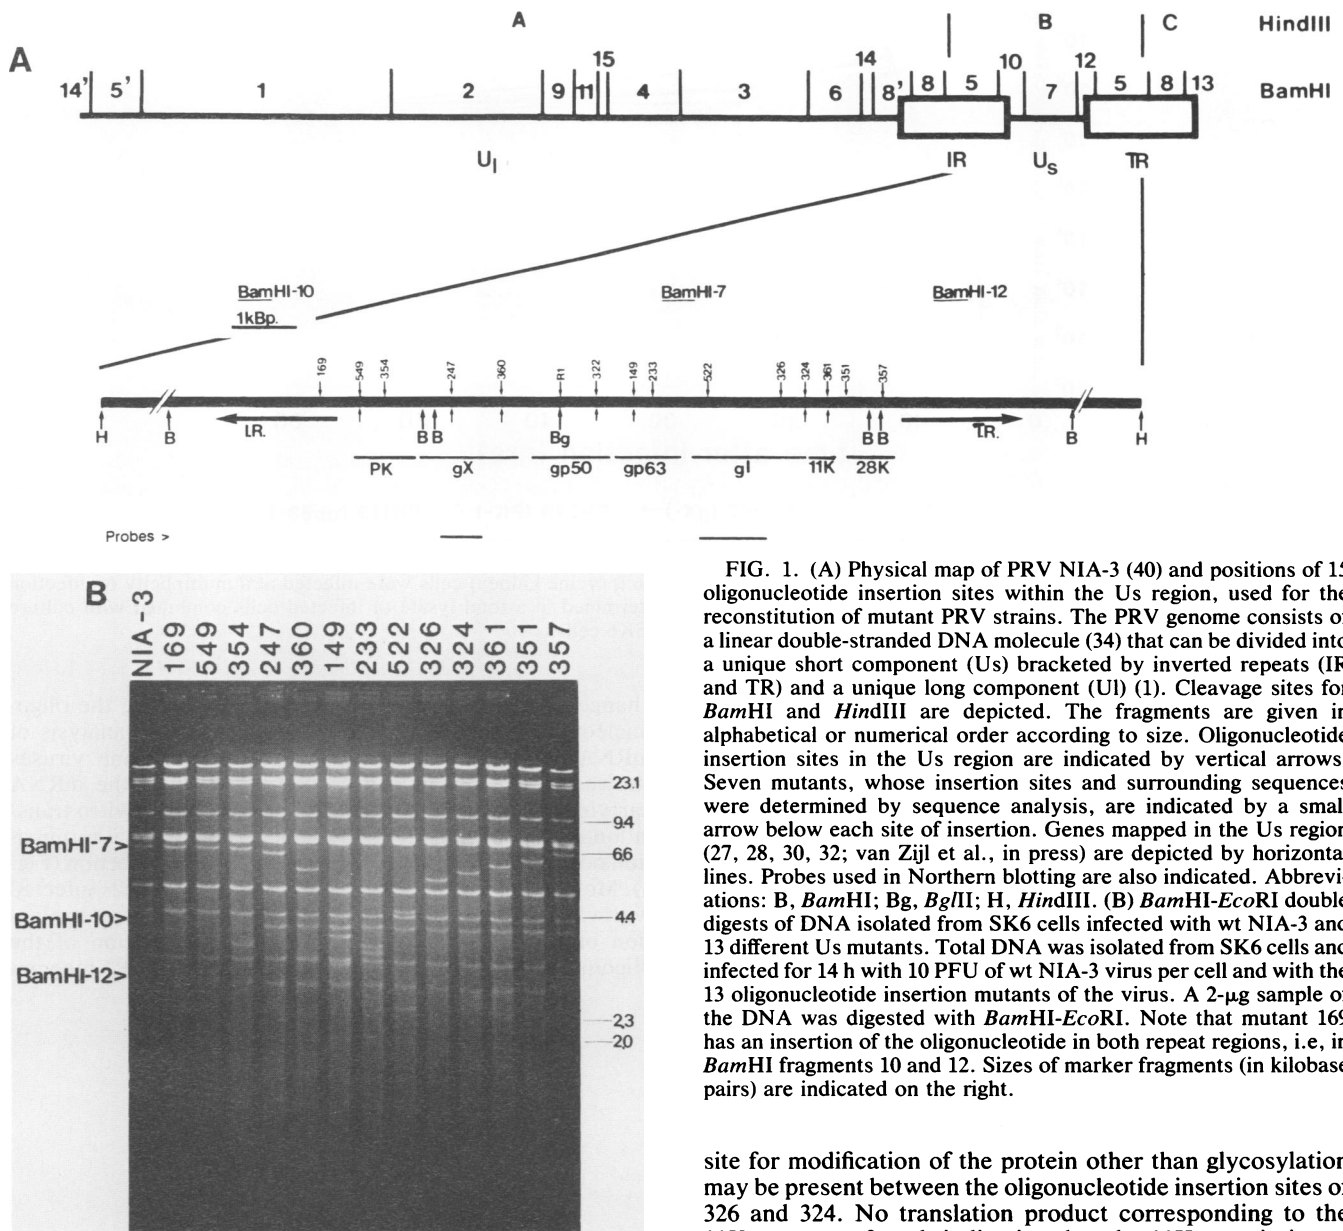 A B C HindIII
A
14' 5' 1 2 9 11 15 4 3 6 14 8' 8 5 10 7 12 5 8 13 BamHI
Ul IR Us TR
BamHI-10 BamHI-7 BamHI-12
1kBp.
169 549 354 247 360 R1 322 149 233 522 326 324 361 351 357
H B I.R. B B Bg B B T.R. B H
PK gX gp50 gp63 gI 11K 28K
Probes >
B
NIA-3 169 549 354 247 360 149 233 522 326 324 361 351 357
23.1
9.4
BamHI-7>
6.6
BamHI-10>
4.4
BamHI-12>
2,3
2,0
FIG. 1. (A) Physical map of PRV NIA-3 (40) and positions of 15
oligonucleotide insertion sites within the Us region, used for the
reconstitution of mutant PRV strains. The PRV genome consists of
a linear double-stranded DNA molecule (34) that can be divided into
a unique short component (Us) bracketed by inverted repeats (IR
and TR) and a unique long component (Ul) (1). Cleavage sites for
BamHI and HindIII are depicted. The fragments are given in
alphabetical or numerical order according to size. Oligonucleotide
insertion sites in the Us region are indicated by vertical arrows
Seven mutants, whose insertion sites and surrounding sequences
were determined by sequence analysis, are indicated by a small
arrow below each site of insertion. Genes mapped in the Us region
(27, 28, 30, 32; van Zijl et al., in press) are depicted by horizontal
lines. Probes used in Northern blotting are also indicated. Abbrevi-
ations: B, BamHI; Bg, BglII; H, HindIII. (B) BamHI-EcoRI double
digests of DNA isolated from SK6 cells infected with wt NIA-3 and
13 different Us mutants. Total DNA was isolated from SK6 cells and
infected for 14 h with 10 PFU of wt NIA-3 virus per cell and with the
13 oligonucleotide insertion mutants of the virus. A 2-μg sample of
the DNA was digested with BamHI-EcoRI. Note that mutant 169
has an insertion of the oligonucleotide in both repeat regions, i.e, in
BamHI fragments 10 and 12. Sizes of marker fragments (in kilobase
pairs) are indicated on the right.
site for modification of the protein other than glycosylation
may be present between the oligonucleotide insertion sites of
326 and 324. No translation product corresponding to the